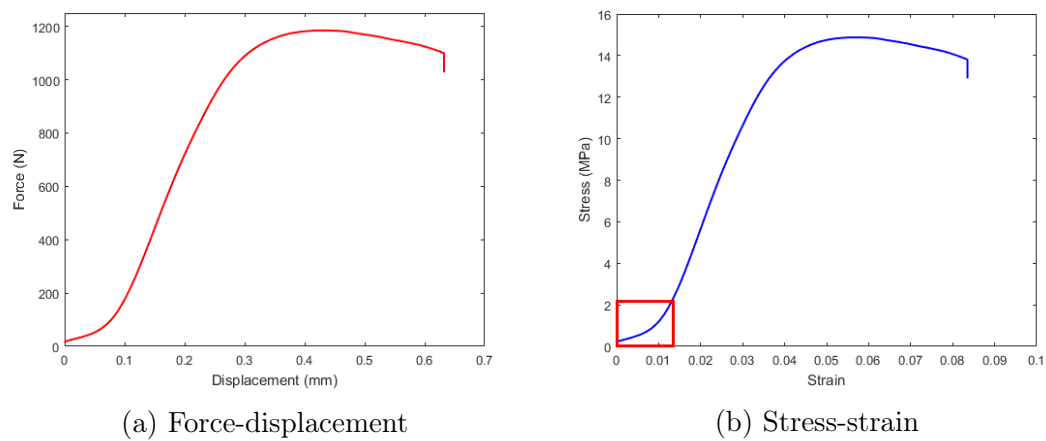 1200
1000
800
600
400
200
0
Force (N)
0 0.1 0.2 0.3 0.4 0.5 0.6 0.7
Displacement (mm)
(a) Force-displacement
16
14
12
10
8
6
4
2
0
Stress (MPa)
0 0.01 0.02 0.03 0.04 0.05 0.06 0.07 0.08 0.09 0.1
Strain
(b) Stress-strain